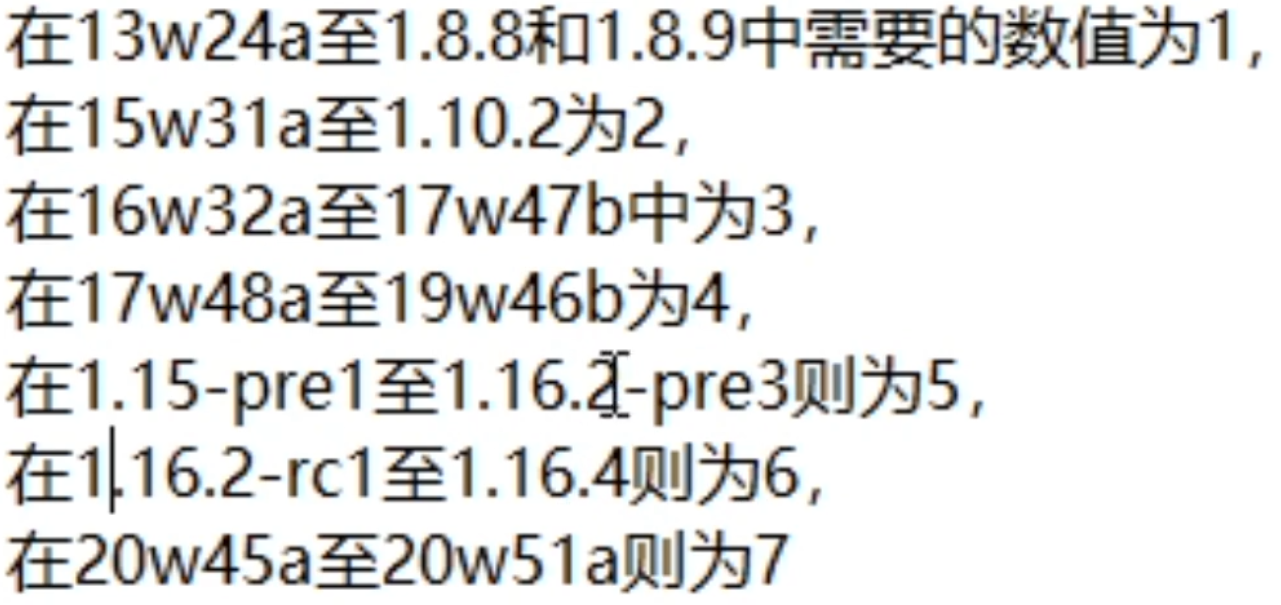 在13w24a至1.8.8和1.8.9中需要的数值为1，
在15w31a至1.10.2为2，
在16w32a至17w47b中为3，
在17w48a至19w46b为4，
在1.15-pre1至1.16.2-pre3则为5，
在1.16.2-rc1至1.16.4则为6，
在20w45a至20w51a则为7